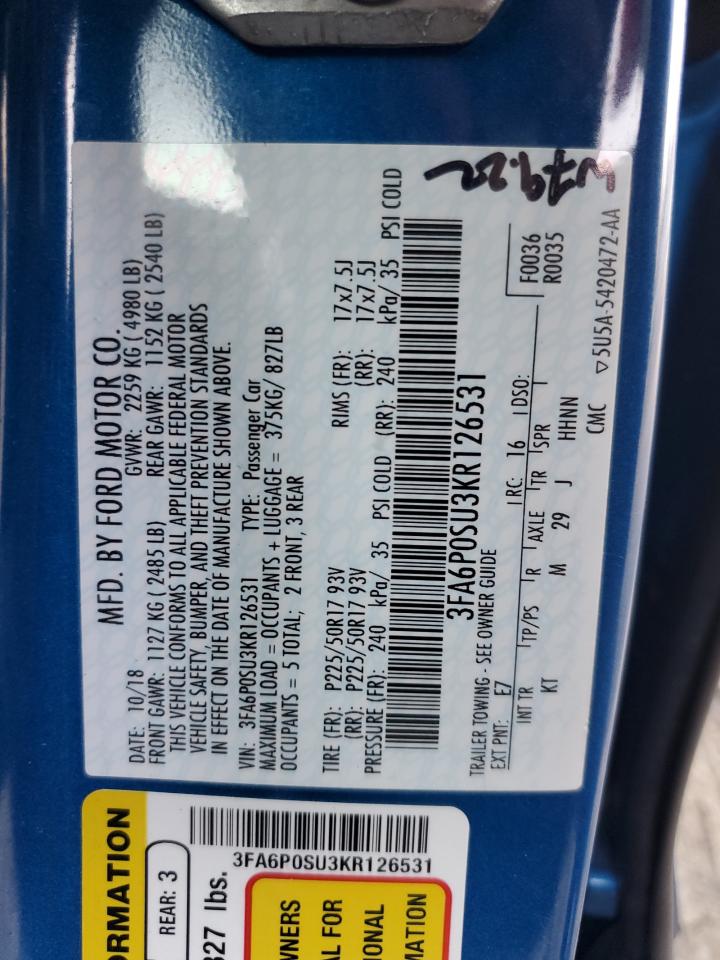 MFD. BY FORD MOTOR CO.
DATE: 10/18 GVWR: 2259 KG ( 4980 LB)
FRONT GAWR: 1127 KG ( 2485 LB) REAR GAWR: 1152 KG ( 2540 LB)
THIS VEHICLE CONFORMS TO ALL APPLICABLE FEDERAL MOTOR
VEHICLE SAFETY, BUMPER, AND THEFT PREVENTION STANDARDS
IN EFFECT ON THE DATE OF MANUFACTURE SHOWN ABOVE.
VIN: 3FA6P0SU3KR126531 TYPE: Passenger Car
MAXIMUM LOAD = OCCUPANTS + LUGGAGE = 375KG/ 827LB
OCCUPANTS = 5 TOTAL; 2 FRONT, 3 REAR
TIRE (FR): P225/50R17 93V RIMS (FR): 17x7.5J
(RR): P225/50R17 93V (RR): 17x7.5J
PRESSURE (FR): 240 kPa/ 35 PSI COLD (RR): 240 kPa/ 35 PSI COLD
3FA6P0SU3KR126531
TRAILER TOWING - SEE OWNER GUIDE
EXT PNT: E7 RC: 16 DSO: F0036
R0035
INT TR TP/PS R AXLE TR SPR
KT M 29 J HHNN
CMC ▽5U5A-5420472-AA
ORMATION
REAR: 3
327 lbs.
3FA6P0SU3KR126531
WNERS
AL FOR
IONAL
MATION